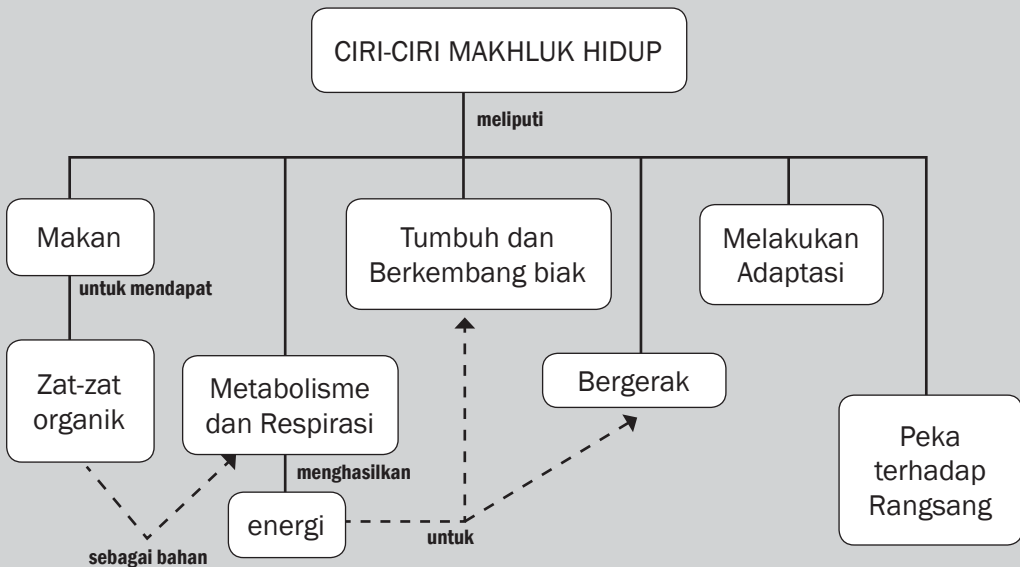 CIRI-CIRI MAKHLUK HIDUP
meliputi
Makan
untuk mendapat
Zat-zat
organik
sebagai bahan
Metabolisme
dan Respirasi
menghasilkan
energi
untuk
Tumbuh dan
Berkembang biak
Bergerak
Melakukan
Adaptasi
Peka
terhadap
Rangsang